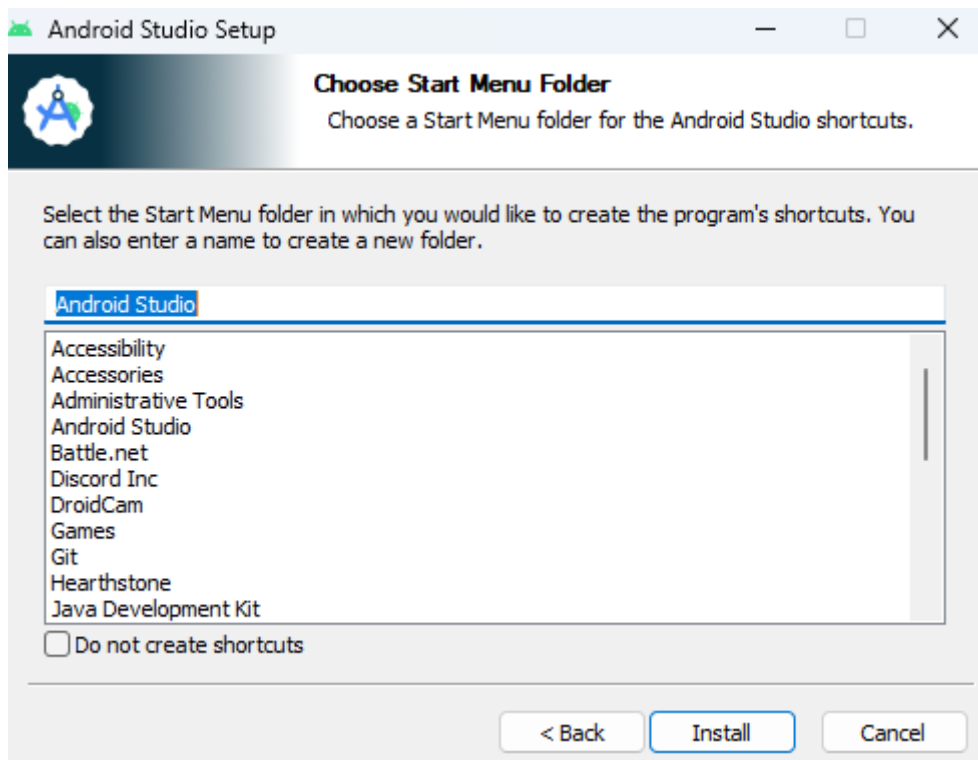 Android Studio Setup
Choose Start Menu Folder
Choose a Start Menu folder for the Android Studio shortcuts.
Select the Start Menu folder in which you would like to create the program's shortcuts. You
can also enter a name to create a new folder.
Android Studio
Accessibility
Accessories
Administrative Tools
Android Studio
Battle.net
Discord Inc
DroidCam
Games
Git
Hearthstone
Java Development Kit
Do not create shortcuts
< Back Install Cancel